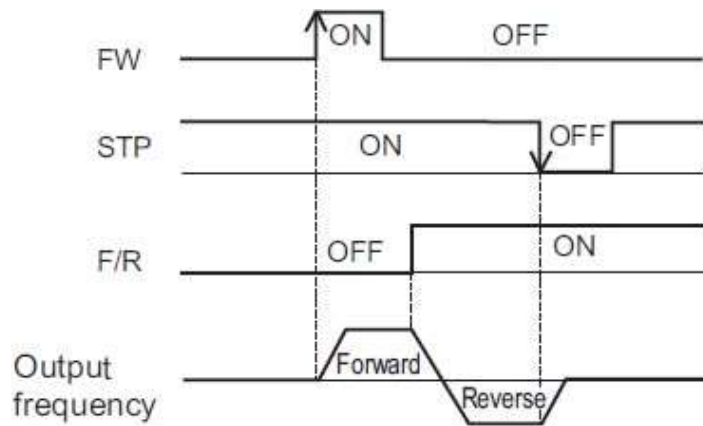 FW ON OFF
STP ON OFF
F/R OFF ON
Output
frequency
Forward
Reverse